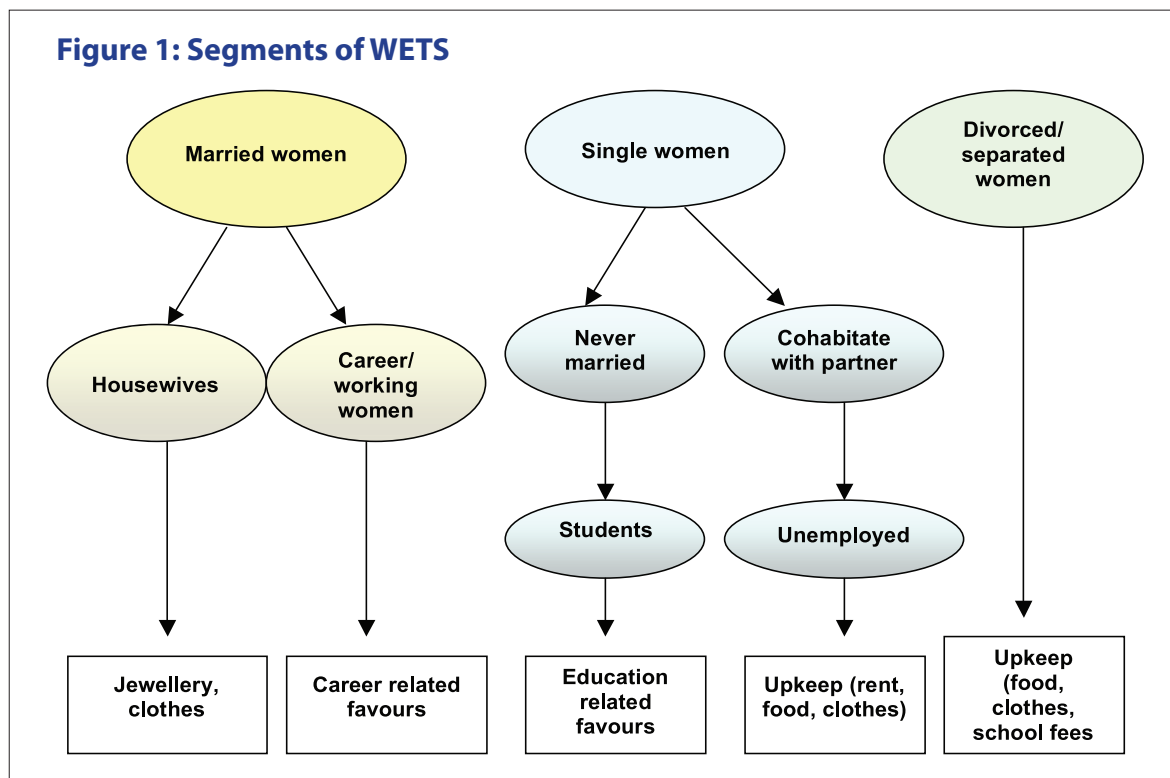 Figure 1: Segments of WETS
Married women
Single women
Divorced/
separated
women
Housewives
Career/
working
women
Never
married
Cohabitate
with partner
Students
Unemployed
Jewellery,
clothes
Career related
favours
Education
related
favours
Upkeep (rent,
food, clothes)
Upkeep
(food,
clothes,
school fees